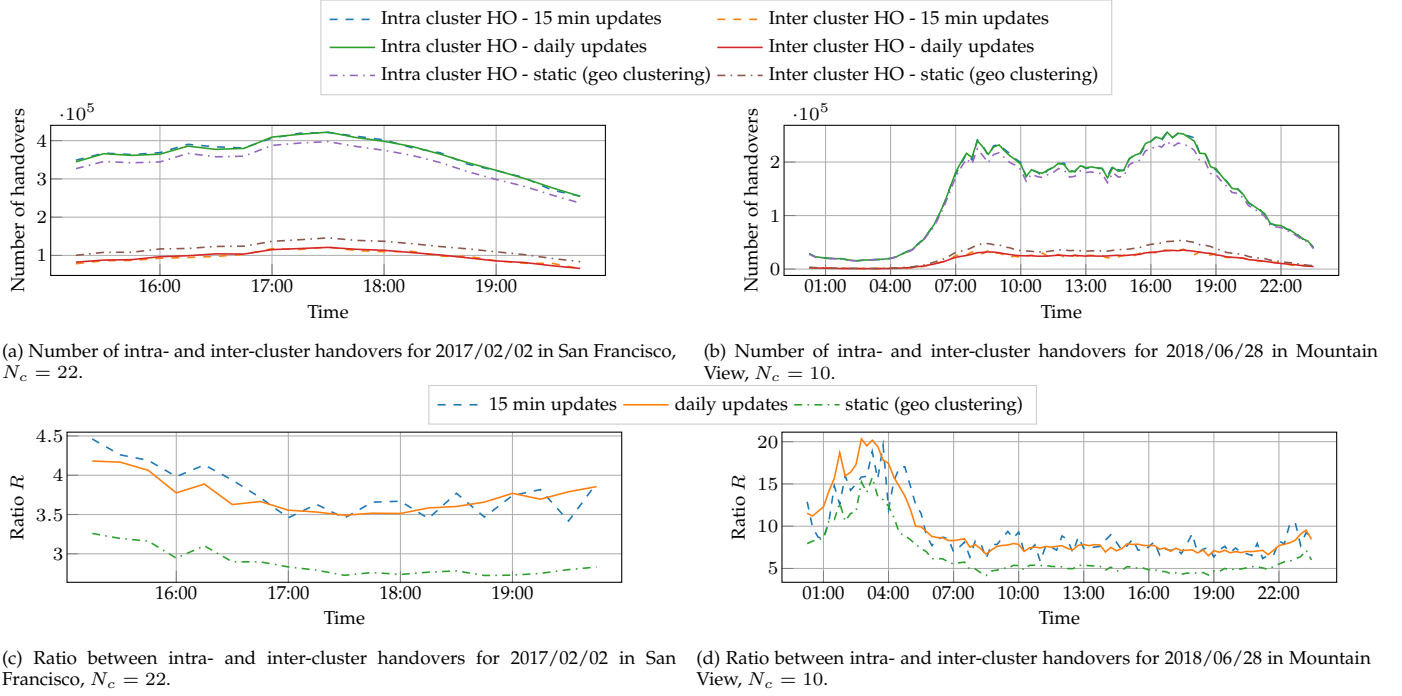 Intra cluster HO - 15 min updates
Inter cluster HO - 15 min updates
Intra cluster HO - daily updates
Inter cluster HO - daily updates
Intra cluster HO - static (geo clustering)
Inter cluster HO - static (geo clustering)
·10⁵
4
3
2
1
Number of handovers
16:00 17:00 18:00 19:00
Time
·10⁵
2
1
0
Number of handovers
01:00 04:00 07:00 10:00 13:00 16:00 19:00 22:00
Time
(a) Number of intra- and inter-cluster handovers for 2017/02/02 in San Francisco,
N_c = 22.
(b) Number of intra- and inter-cluster handovers for 2018/06/28 in Mountain
View, N_c = 10.
15 min updates daily updates static (geo clustering)
4.5
4
3.5
3
Ratio R
16:00 17:00 18:00 19:00
Time
20
15
10
5
Ratio R
01:00 04:00 07:00 10:00 13:00 16:00 19:00 22:00
Time
(c) Ratio between intra- and inter-cluster handovers for 2017/02/02 in San
Francisco, N_c = 22.
(d) Ratio between intra- and inter-cluster handovers for 2018/06/28 in Mountain
View, N_c = 10.